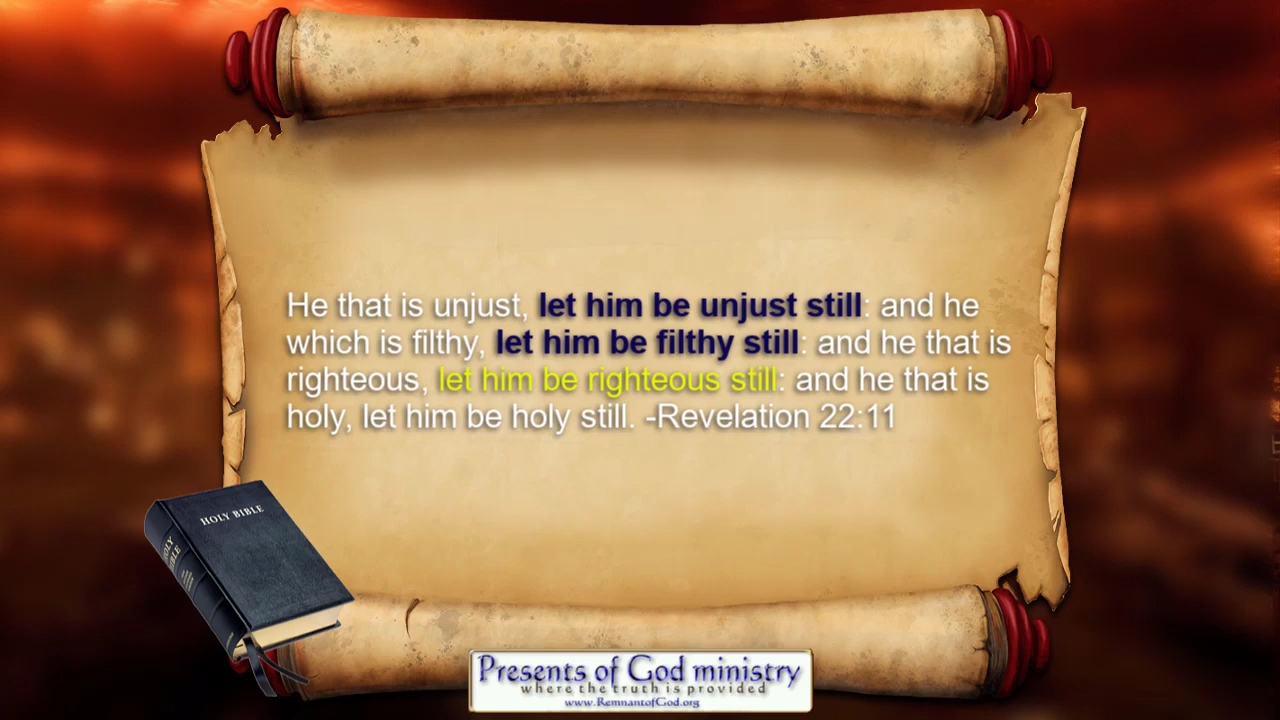 He that is unjust, let him be unjust still: and he
which is filthy, let him be filthy still: and he that is
righteous, let him be righteous still: and he that is
holy, let him be holy still. -Revelation 22:11
HOLY BIBLE
HOLY
BIBLE
Presents of God ministry
where the truth is provided
www.RemnantofGod.org